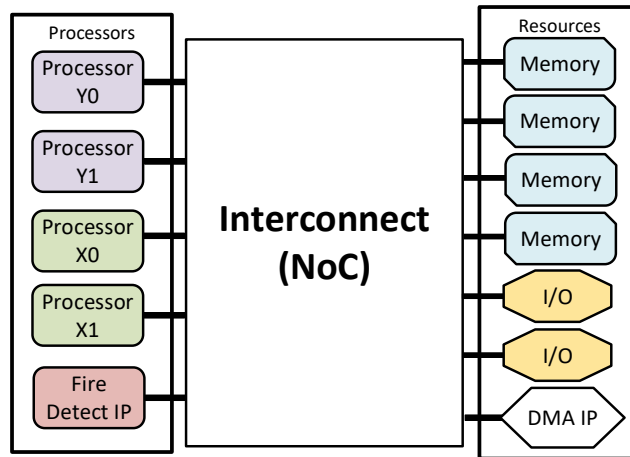 Processors
Processor
Y0
Processor
Y1
Processor
X0
Processor
X1
Fire
Detect IP
Interconnect
(NoC)
Resources
Memory
Memory
Memory
Memory
I/O
I/O
DMA IP